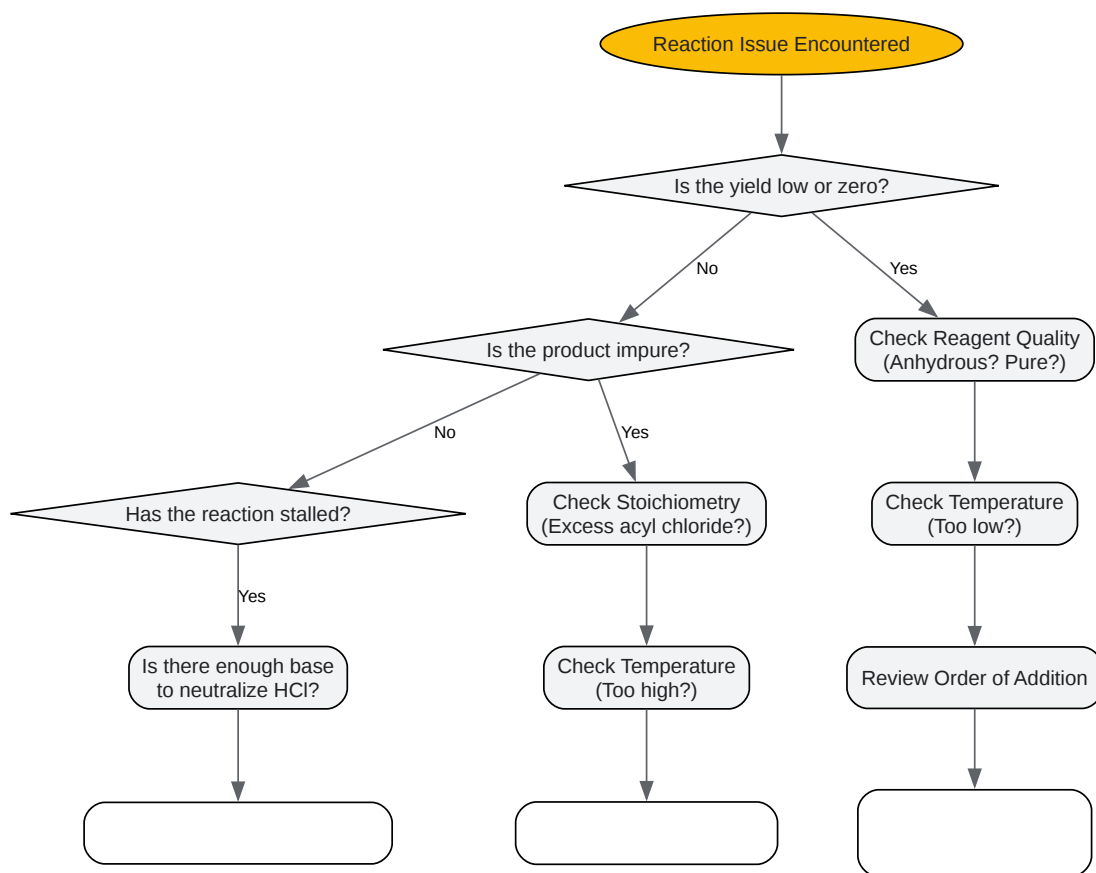 Reaction Issue Encountered
Is the yield low or zero?
No
Yes
Is the product impure?
Check Reagent Quality
(Anhydrous? Pure?)
No
Yes
Has the reaction stalled?
Check Stoichiometry
(Excess acyl chloride?)
Check Temperature
(Too low?)
Yes
Is there enough base
to neutralize HCl?
Check Temperature
(Too high?)
Review Order of Addition